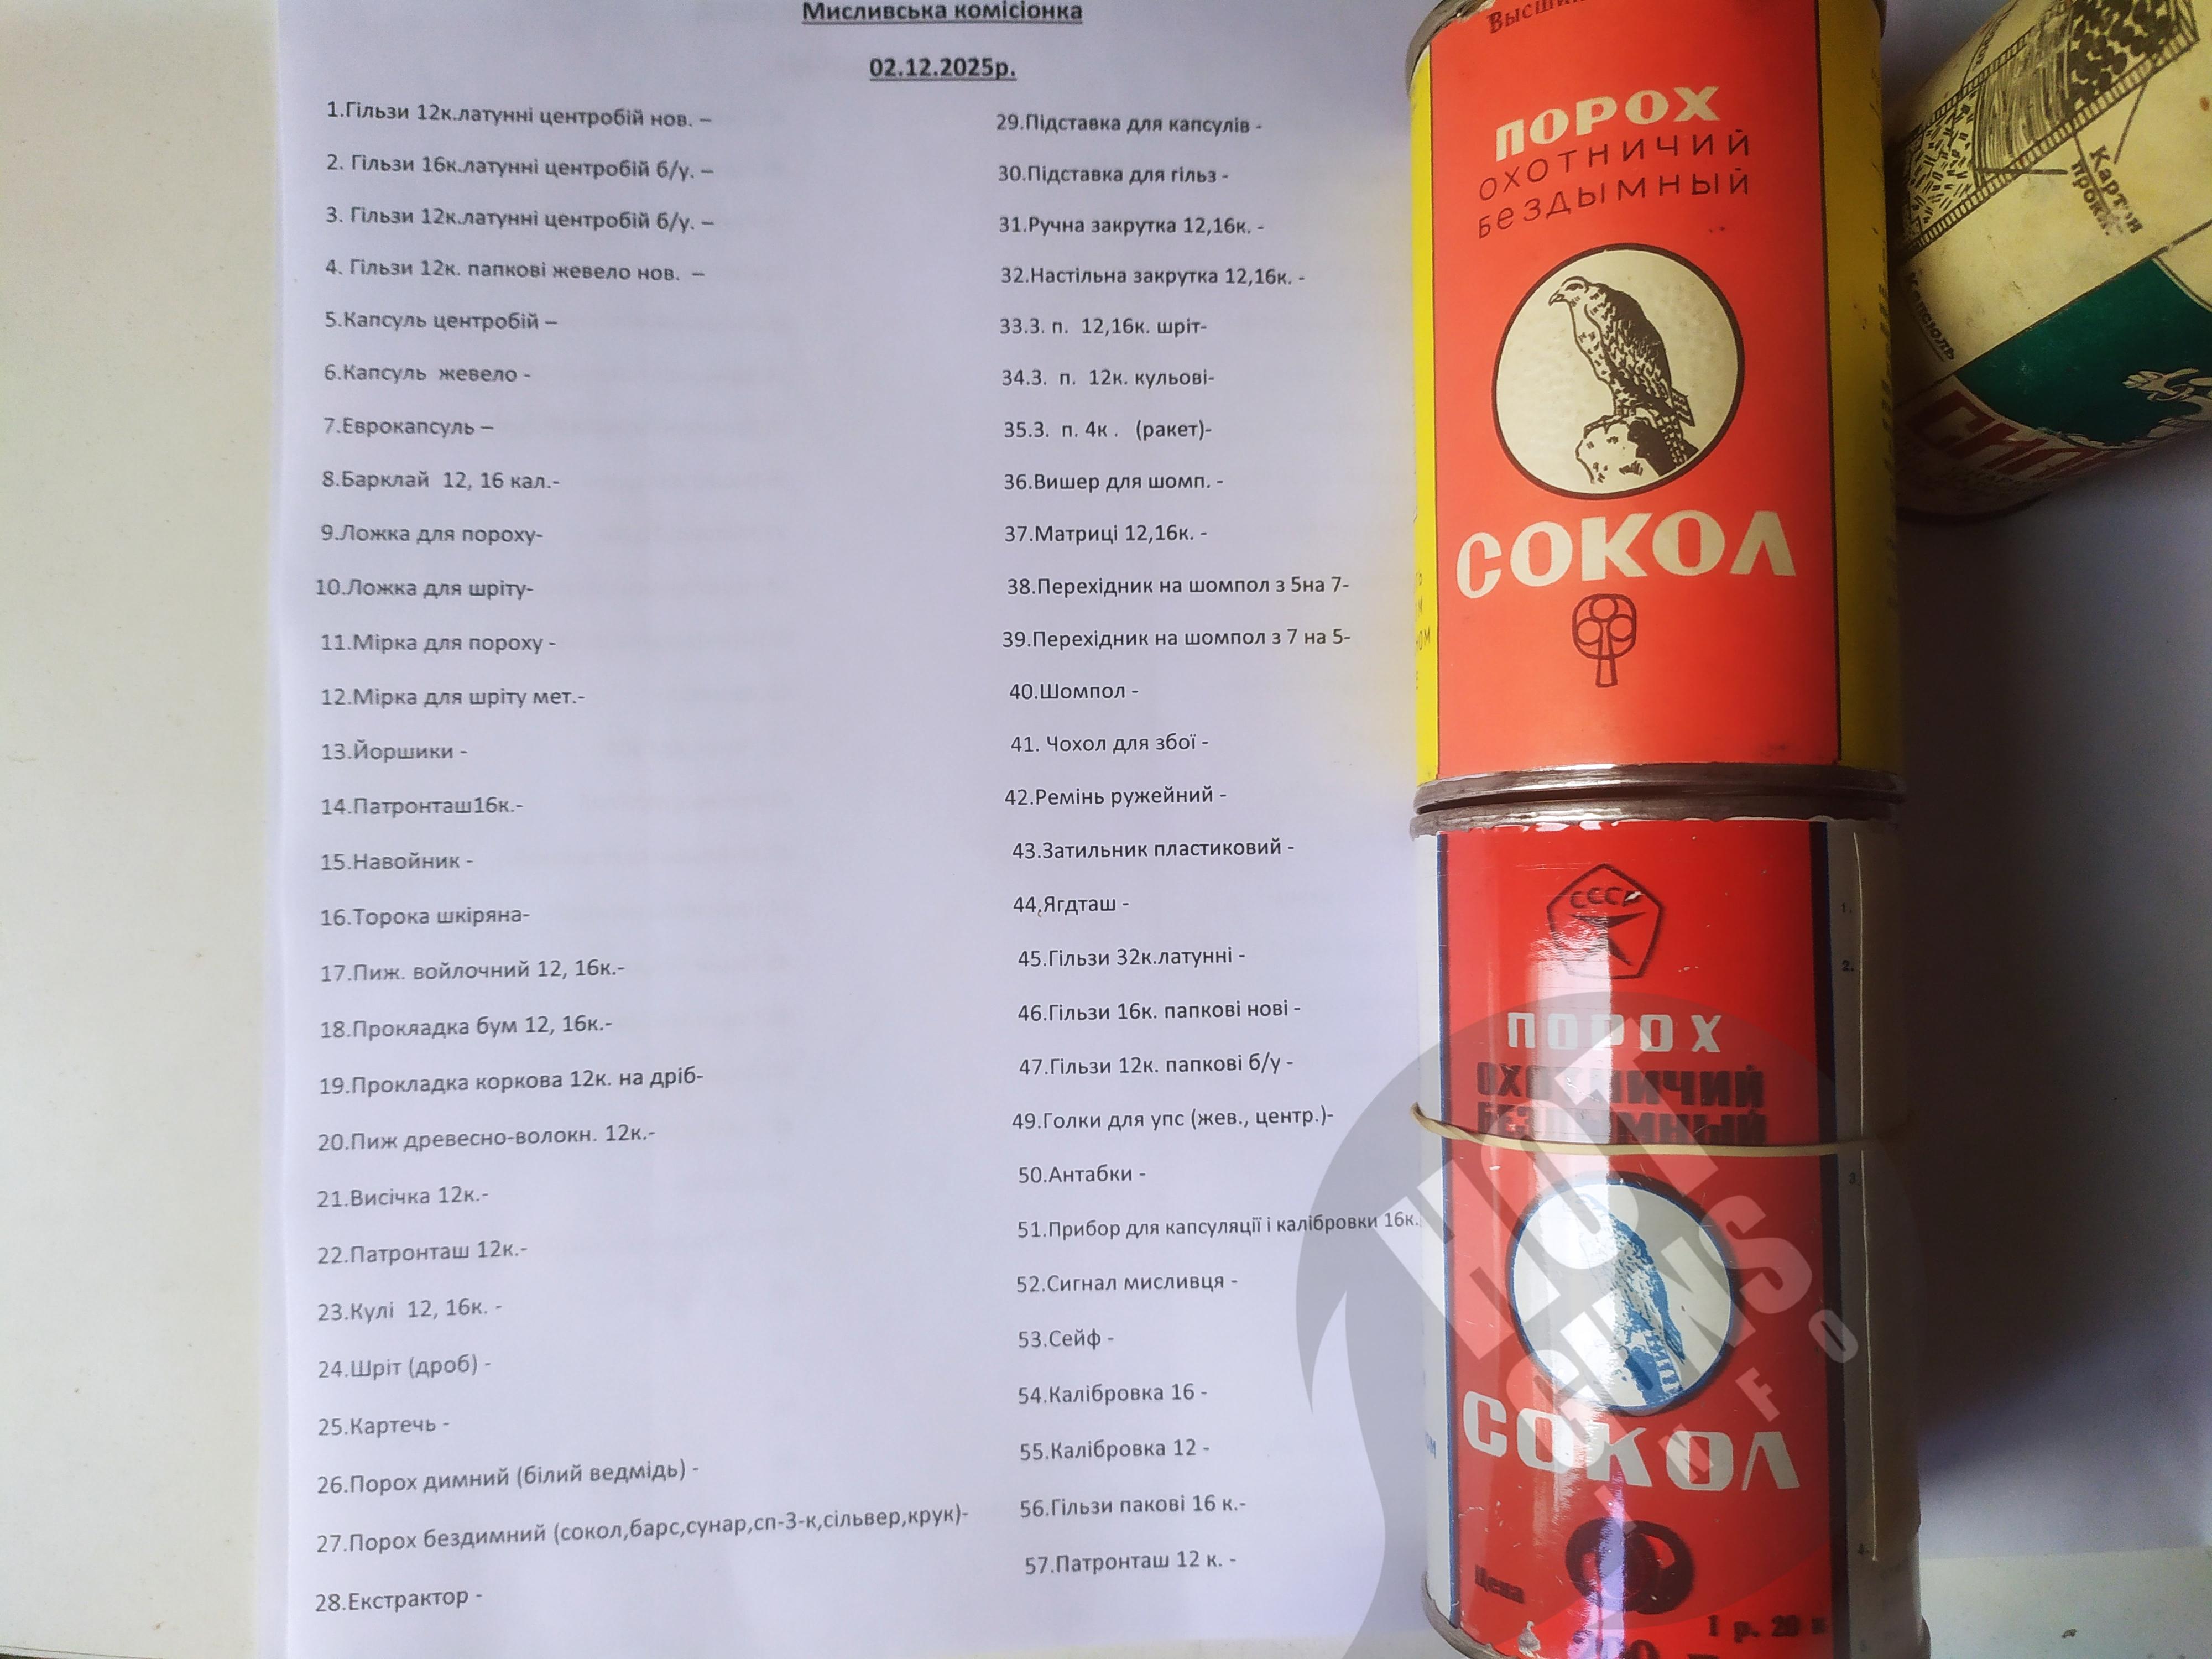 Мисливська комісіонка
02.12.2025р.
1.Гільзи 12к.латунні центробій нов. –
2. Гільзи 16к.латунні центробій б/у. –
3. Гільзи 12к.латунні центробій б/у. –
4. Гільзи 12к. папкові жевело нов. –
5.Капсуль центробій –
6.Капсуль жевело -
7.Еврокапсуль –
8.Барклай 12, 16 кал.-
9.Ложка для пороху-
10.Ложка для шріту-
11.Мірка для пороху -
12.Мірка для шріту мет.-
13.Йоршики -
14.Патронташ16к.-
15.Навойник -
16.Торока шкіряна-
17.Пиж. войлочний 12, 16к.-
18.Прокладка бум 12, 16к.-
19.Прокладка коркова 12к. на дріб-
20.Пиж древесно-волокн. 12к.-
21.Висічка 12к.-
22.Патронташ 12к.-
23.Кулі 12, 16к. -
24.Шріт (дроб) -
25.Картечь -
26.Порох димний (білий ведмідь) -
27.Порох бездимний (сокол,барс,сунар,сп-3-к,сільвер,крук)-
28.Екстрактор -
29.Підставка для капсулів -
30.Підставка для гільз -
31.Ручна закрутка 12,16к. -
32.Настільна закрутка 12,16к. -
33.З. п. 12,16к. шріт-
34.З. п. 12к. кульові-
35.З. п. 4к . (ракет)-
36.Вишер для шомп. -
37.Матриці 12,16к. -
38.Перехідник на шомпол з 5на 7-
39.Перехідник на шомпол з 7 на 5-
40.Шомпол -
41. Чохол для збої -
42.Ремінь ружейний -
43.Затильник пластиковий -
44,Ягдташ -
45.Гільзи 32к.латунні -
46.Гільзи 16к. папкові нові -
47.Гільзи 12к. папкові б/у -
49.Голки для упс (жев., центр.)-
50.Антабки -
51.Прибор для капсуляції і калібровки 16к.
52.Сигнал мисливця -
53.Сейф -
54.Калібровка 16 -
55.Калібровка 12 -
56.Гільзи пакові 16 к.-
57.Патронташ 12 к. -
ПОРОХ
ОХОТНИЧИЙ
БЕЗДЫМНЫЙ
СОКОЛ
СССР
ПОРОХ
ОХОТНИЧИЙ
БЕЗДЫМНЫЙ
СОКОЛ
Цена
1 р. 20 к
Картон
Капсюль
HOT
GUNS
INFO